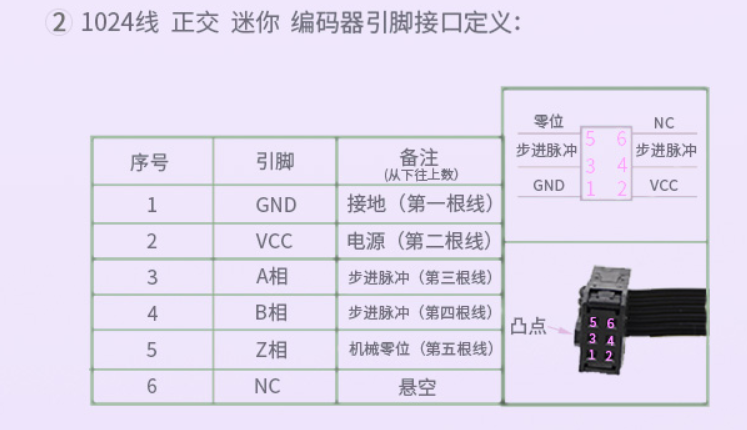 ② 1024线 正交 迷你 编码器引脚接口定义：
序号 引脚 备注
(从下往上数)
1 GND 接地（第一根线）
2 VCC 电源（第二根线）
3 A相 步进脉冲（第三根线）
4 B相 步进脉冲（第四根线）
5 Z相 机械零位（第五根线）
6 NC 悬空
零位 5 6 NC
步进脉冲 3 4 步进脉冲
GND 1 2 VCC
凸点
5 6
3 4
1 2